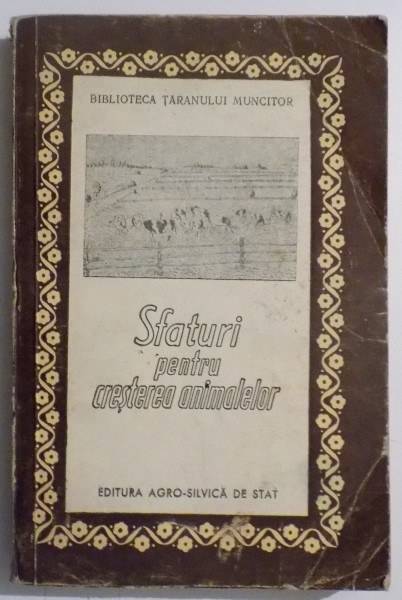 BIBLIOTECA ȚARANULUI MUNCITOR
Sfaturi
pentru
creșterea animalelor
EDITURA AGRO-SILVICĂ DE STAT